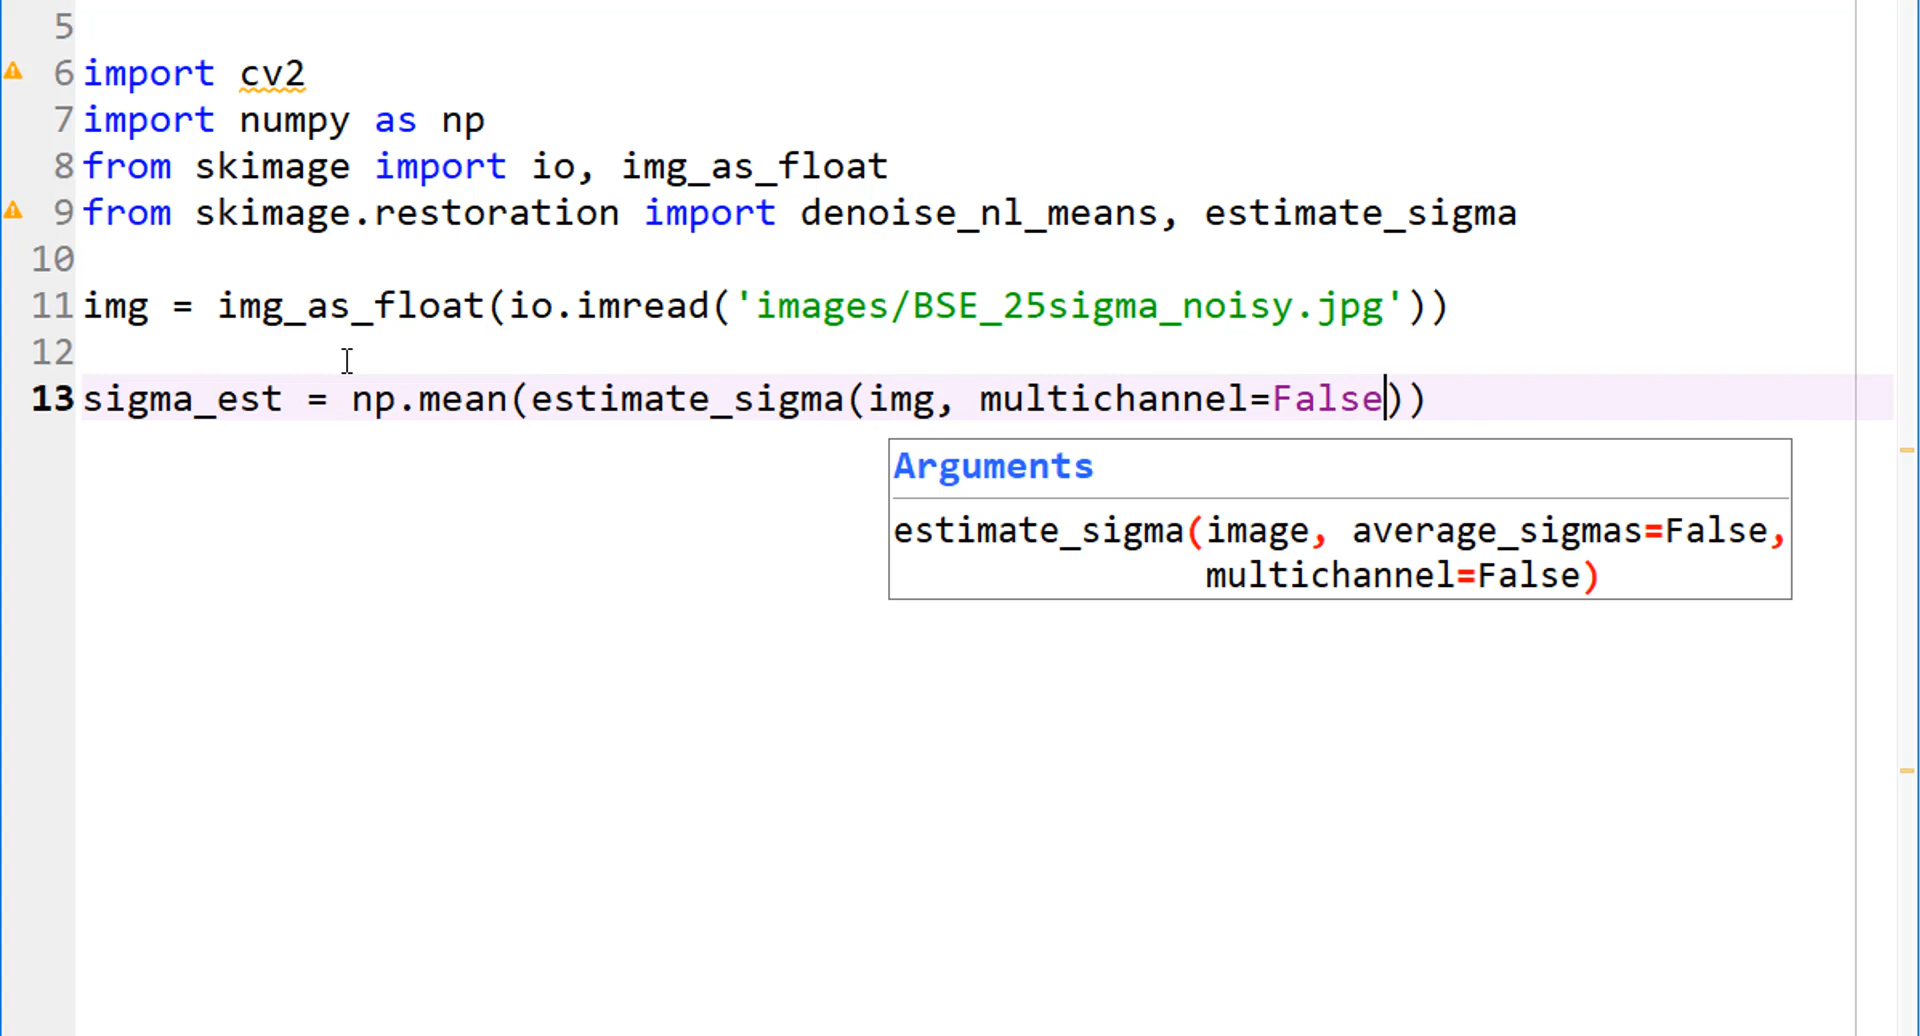 5
6 import cv2
7 import numpy as np
8 from skimage import io, img_as_float
9 from skimage.restoration import denoise_nl_means, estimate_sigma
10
11 img = img_as_float(io.imread('images/BSE_25sigma_noisy.jpg'))
12
13 sigma_est = np.mean(estimate_sigma(img, multichannel=False))
Arguments
estimate_sigma(image, average_sigmas=False,
multichannel=False)